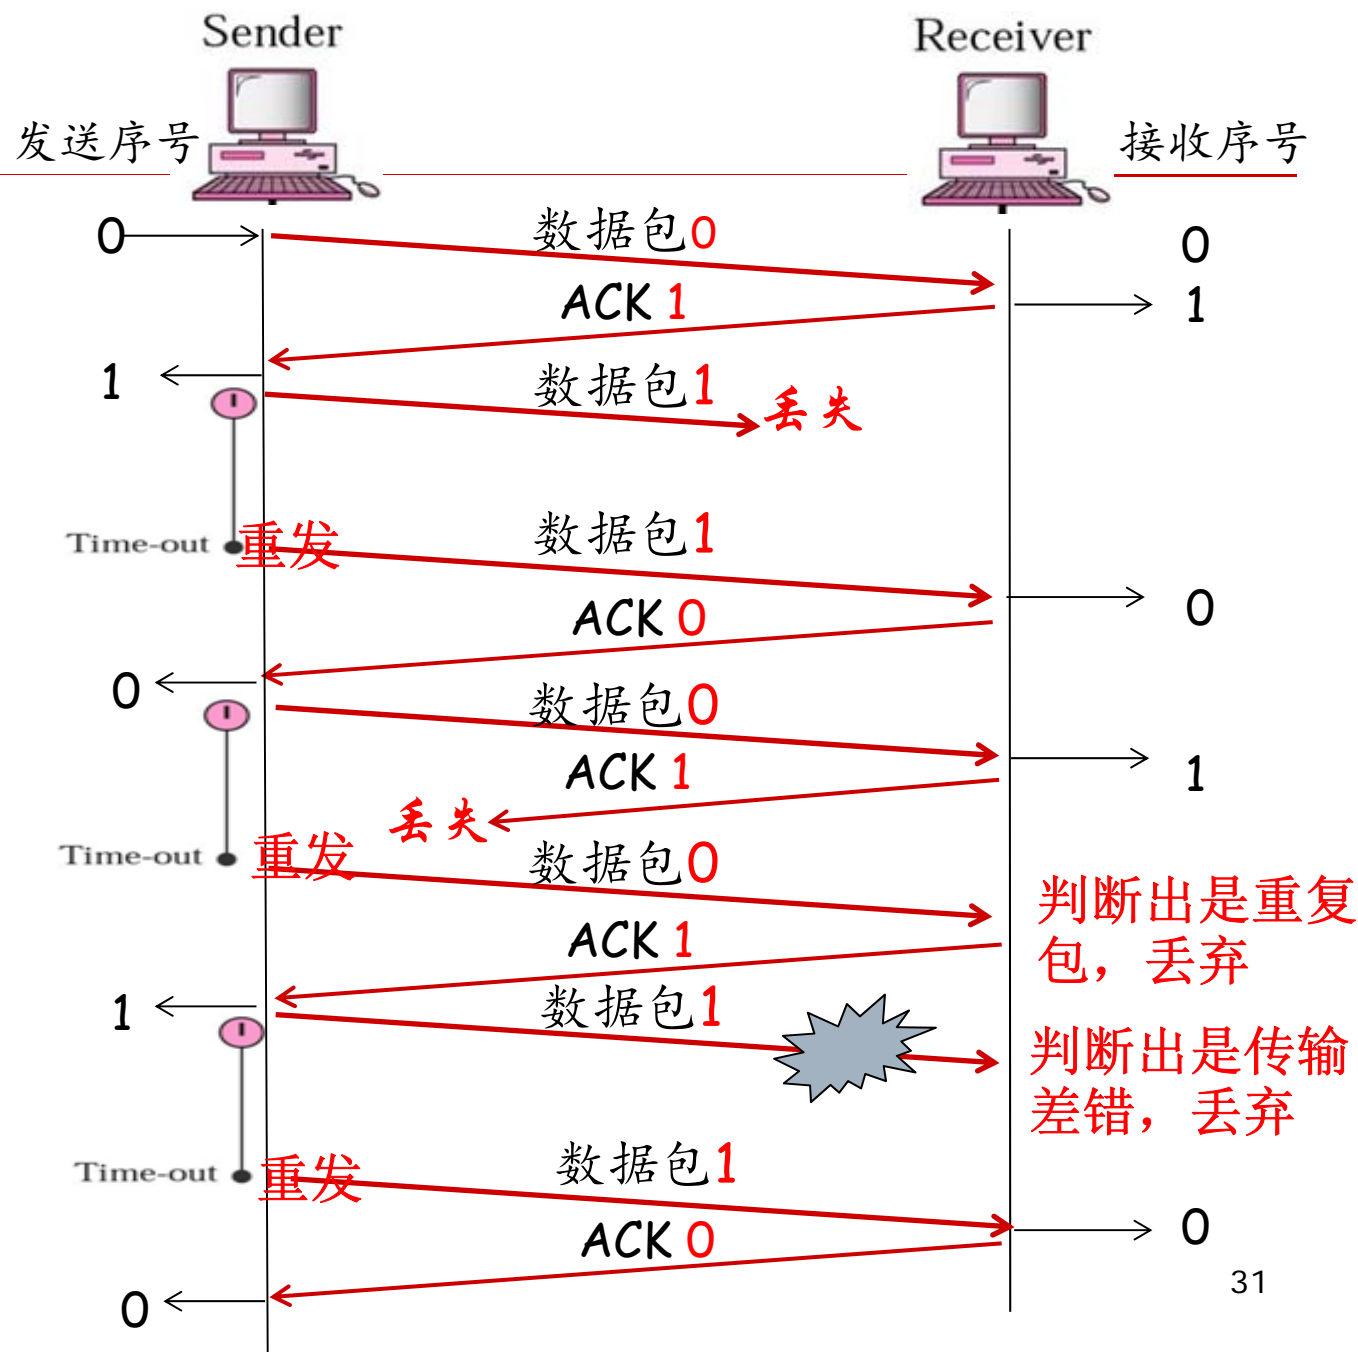 Sender
Receiver
发送序号
接收序号
0
数据包0
0
ACK 1
1
1
数据包1
丢失
Time-out
重发
数据包1
ACK 0
0
0
数据包0
ACK 1
1
丢失
Time-out
重发
数据包0
判断出是重复
包，丢弃
ACK 1
1
数据包1
判断出是传输
差错，丢弃
Time-out
重发
数据包1
ACK 0
0
31
0